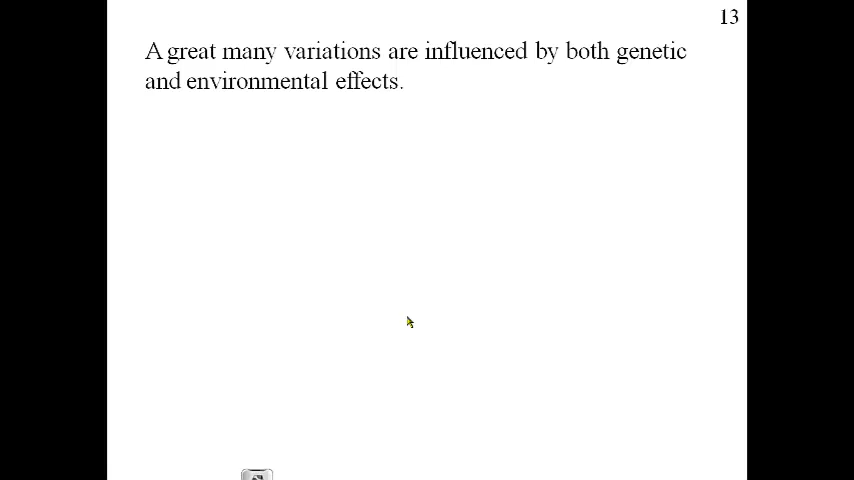 13
A great many variations are influenced by both genetic
and environmental effects.